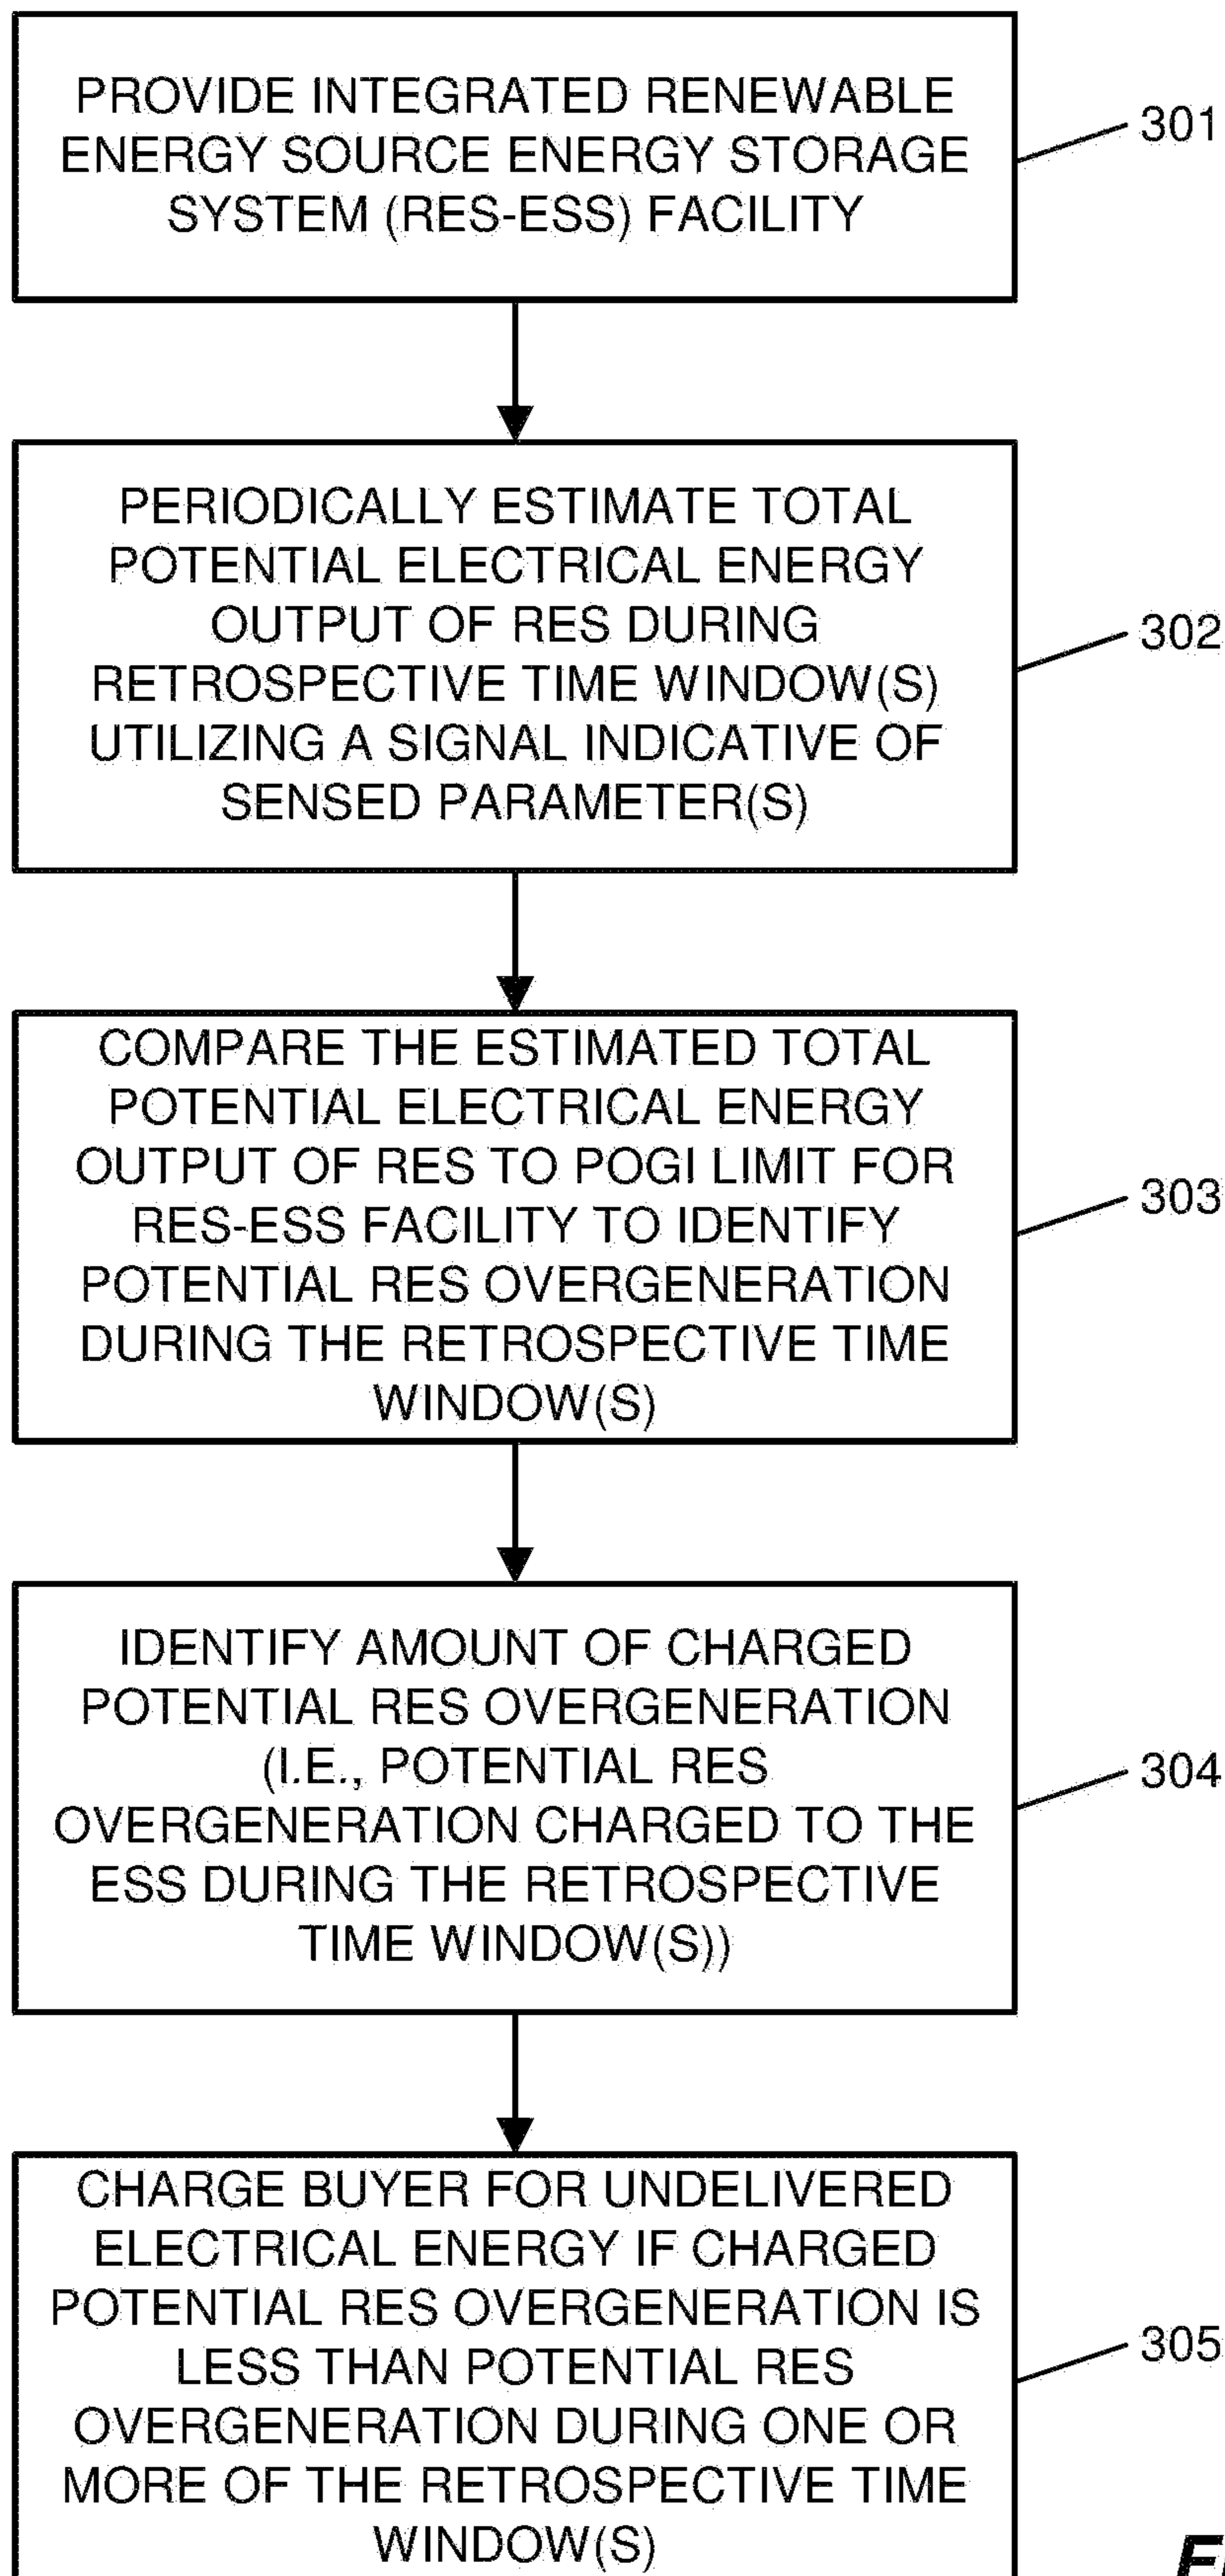 PROVIDE INTEGRATED RENEWABLE
ENERGY SOURCE ENERGY STORAGE
SYSTEM (RES-ESS) FACILITY
301
PERIODICALLY ESTIMATE TOTAL
POTENTIAL ELECTRICAL ENERGY
OUTPUT OF RES DURING
RETROSPECTIVE TIME WINDOW(S)
UTILIZING A SIGNAL INDICATIVE OF
SENSED PARAMETER(S)
302
COMPARE THE ESTIMATED TOTAL
POTENTIAL ELECTRICAL ENERGY
OUTPUT OF RES TO POGI LIMIT FOR
RES-ESS FACILITY TO IDENTIFY
POTENTIAL RES OVERGENERATION
DURING THE RETROSPECTIVE TIME
WINDOW(S)
303
IDENTIFY AMOUNT OF CHARGED
POTENTIAL RES OVERGENERATION
(I.E., POTENTIAL RES
OVERGENERATION CHARGED TO THE
ESS DURING THE RETROSPECTIVE
TIME WINDOW(S))
304
CHARGE BUYER FOR UNDELIVERED
ELECTRICAL ENERGY IF CHARGED
POTENTIAL RES OVERGENERATION IS
LESS THAN POTENTIAL RES
OVERGENERATION DURING ONE OR
MORE OF THE RETROSPECTIVE TIME
WINDOW(S)
305